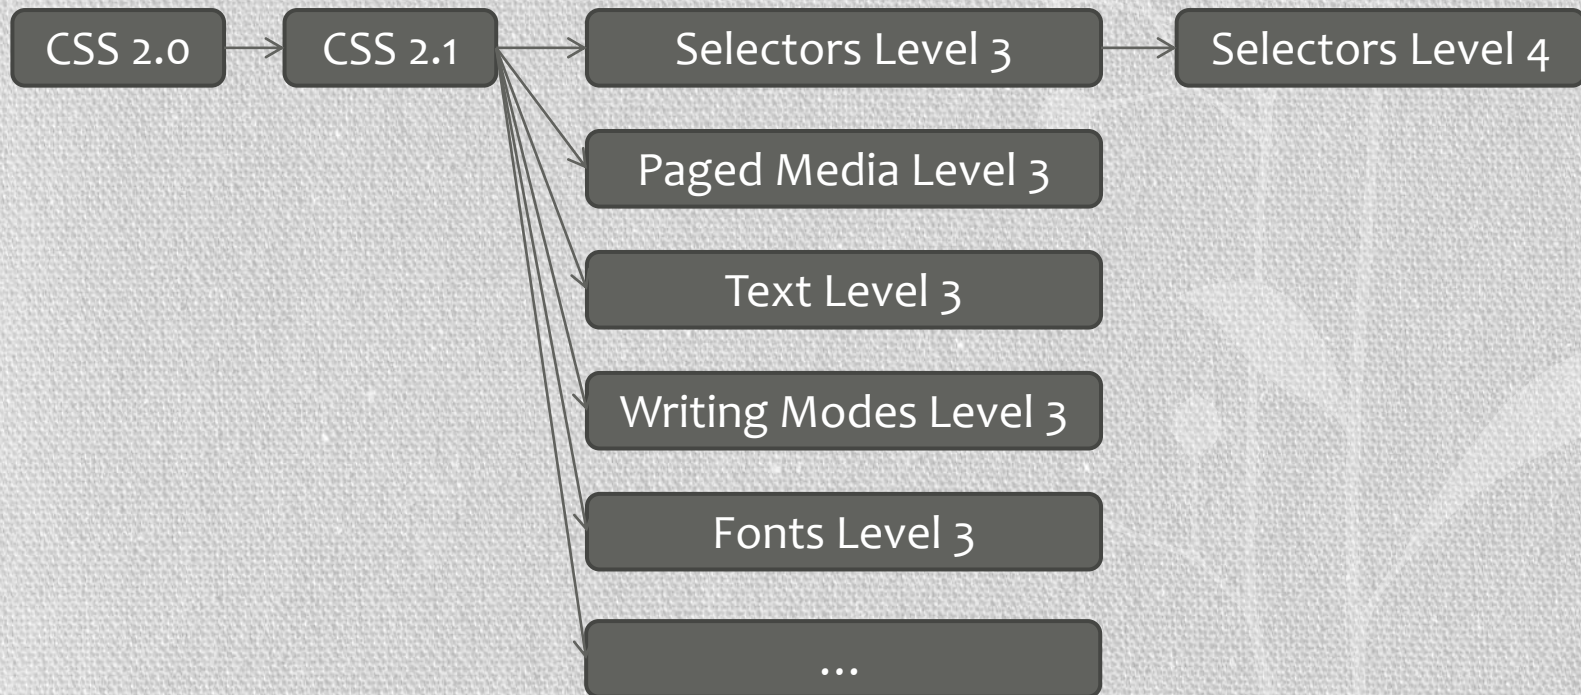 CSS 2.0
CSS 2.1
Selectors Level 3
Selectors Level 4
Paged Media Level 3
Text Level 3
Writing Modes Level 3
Fonts Level 3
...